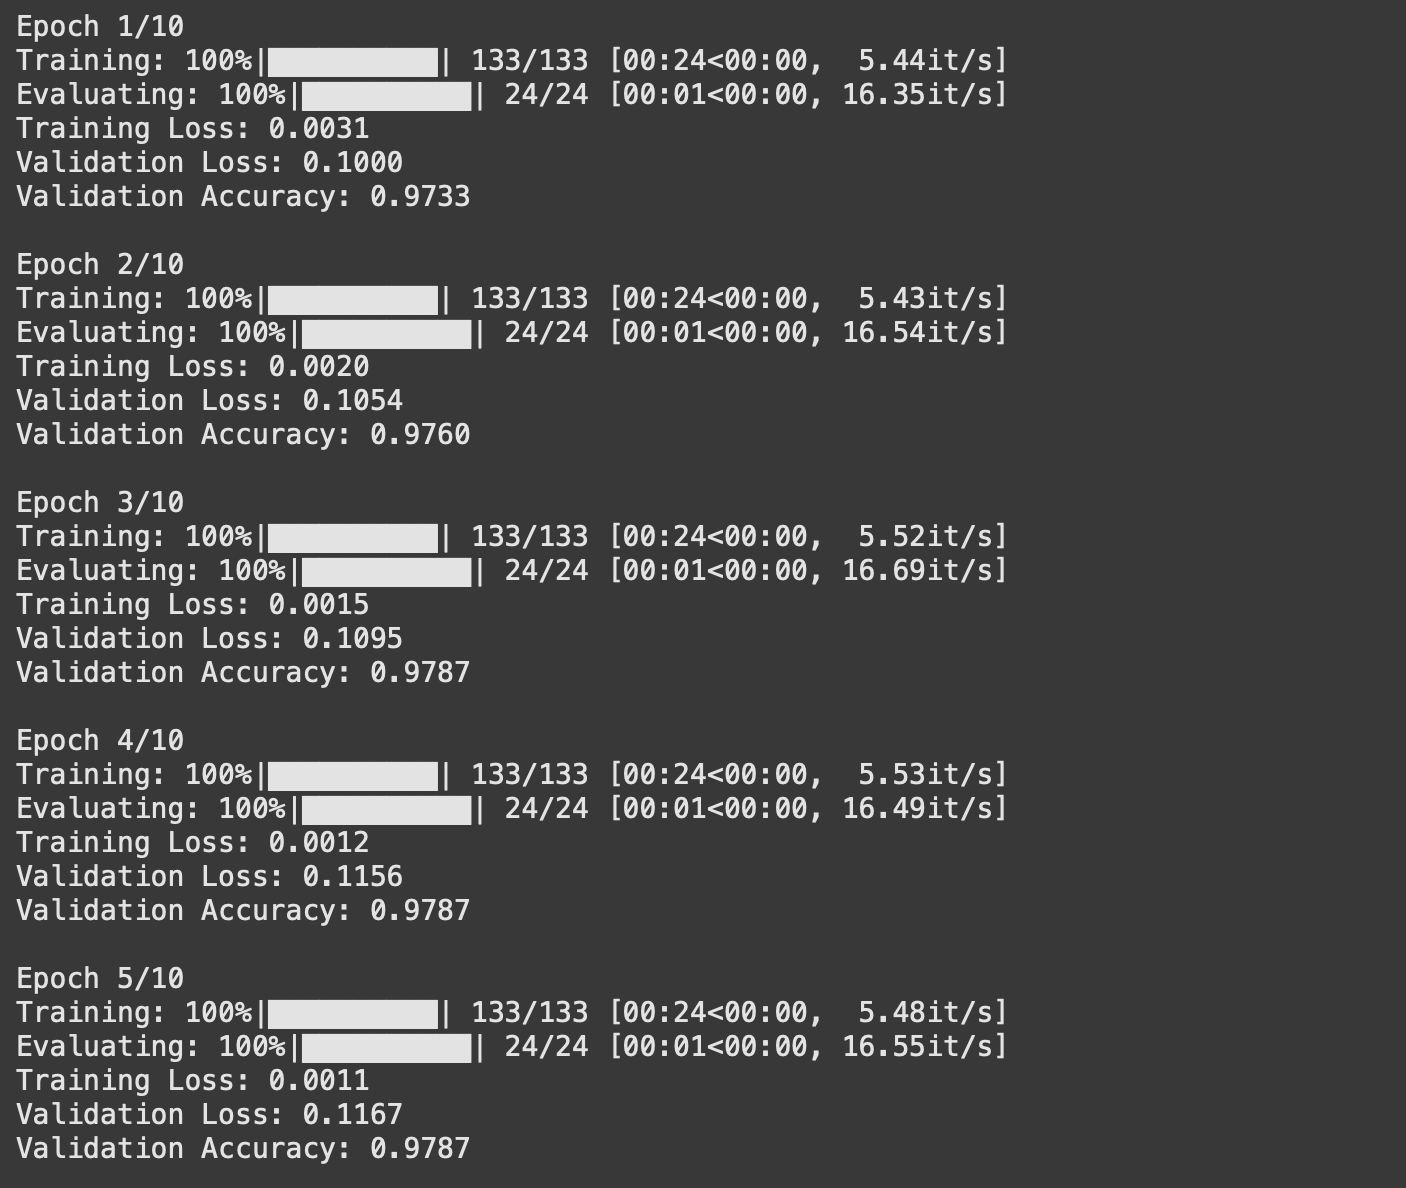 Epoch 1/10
Training: 100%|██████████| 133/133 [00:24<00:00,  5.44it/s]
Evaluating: 100%|██████████| 24/24 [00:01<00:00, 16.35it/s]
Training Loss: 0.0031
Validation Loss: 0.1000
Validation Accuracy: 0.9733

Epoch 2/10
Training: 100%|██████████| 133/133 [00:24<00:00,  5.43it/s]
Evaluating: 100%|██████████| 24/24 [00:01<00:00, 16.54it/s]
Training Loss: 0.0020
Validation Loss: 0.1054
Validation Accuracy: 0.9760

Epoch 3/10
Training: 100%|██████████| 133/133 [00:24<00:00,  5.52it/s]
Evaluating: 100%|██████████| 24/24 [00:01<00:00, 16.69it/s]
Training Loss: 0.0015
Validation Loss: 0.1095
Validation Accuracy: 0.9787

Epoch 4/10
Training: 100%|██████████| 133/133 [00:24<00:00,  5.53it/s]
Evaluating: 100%|██████████| 24/24 [00:01<00:00, 16.49it/s]
Training Loss: 0.0012
Validation Loss: 0.1156
Validation Accuracy: 0.9787

Epoch 5/10
Training: 100%|██████████| 133/133 [00:24<00:00,  5.48it/s]
Evaluating: 100%|██████████| 24/24 [00:01<00:00, 16.55it/s]
Training Loss: 0.0011
Validation Loss: 0.1167
Validation Accuracy: 0.9787